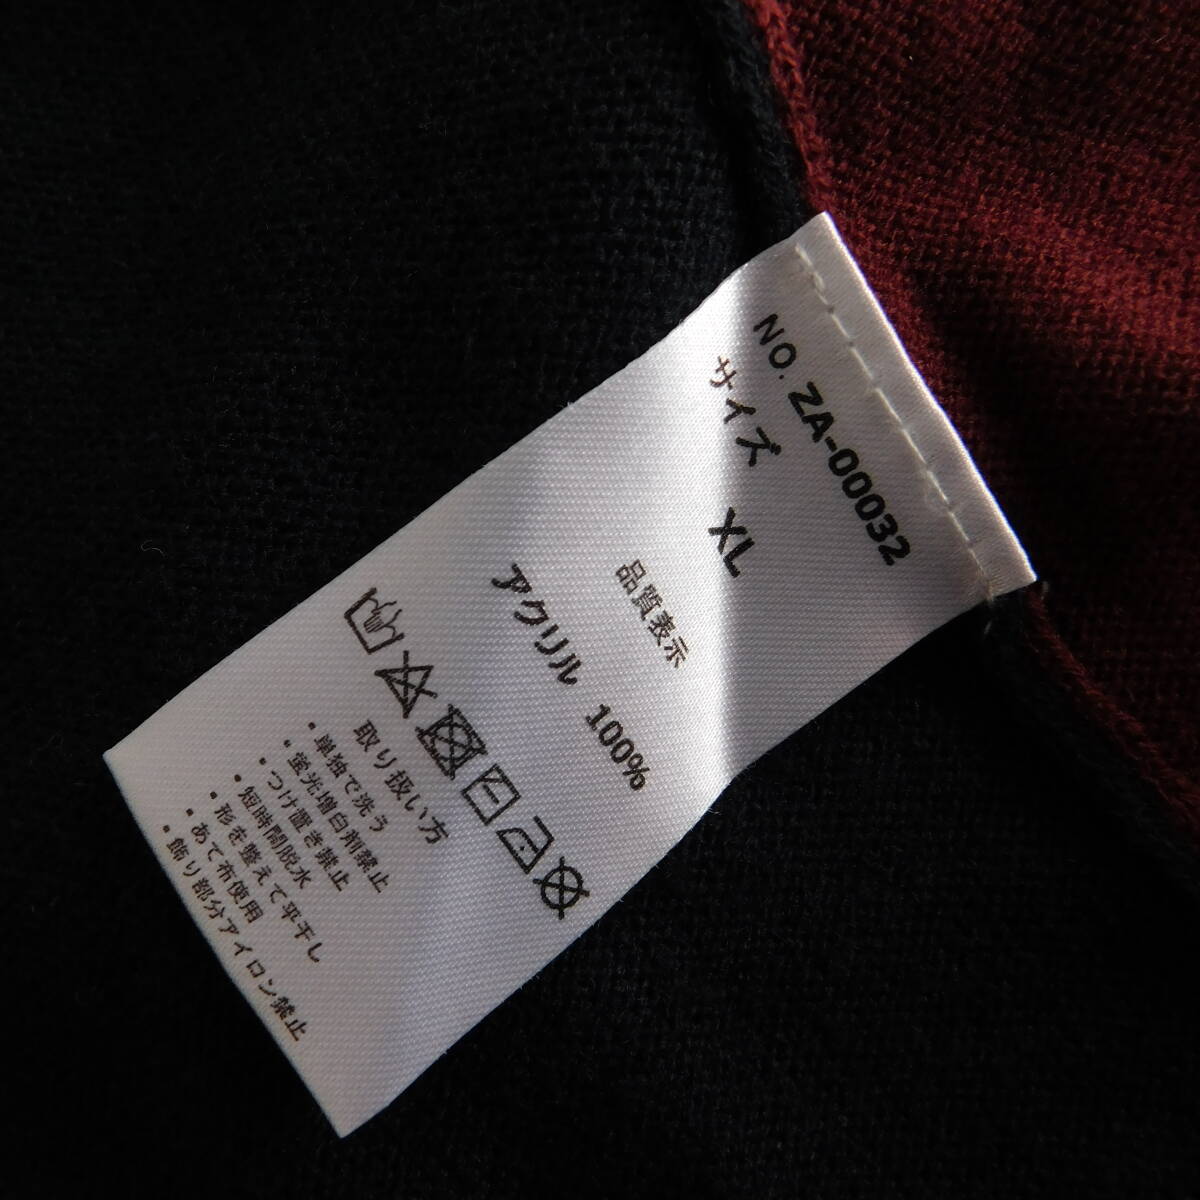 NO. ZA-00032
サイズ XL
品質表示
アクリル 100%
取り扱い方
・単独で洗う
・蛍光増白剤禁止
・つけ置き禁止
・短時間脱水
・形を整えて平干し
・あて布使用
・飾り部分アイロン禁止